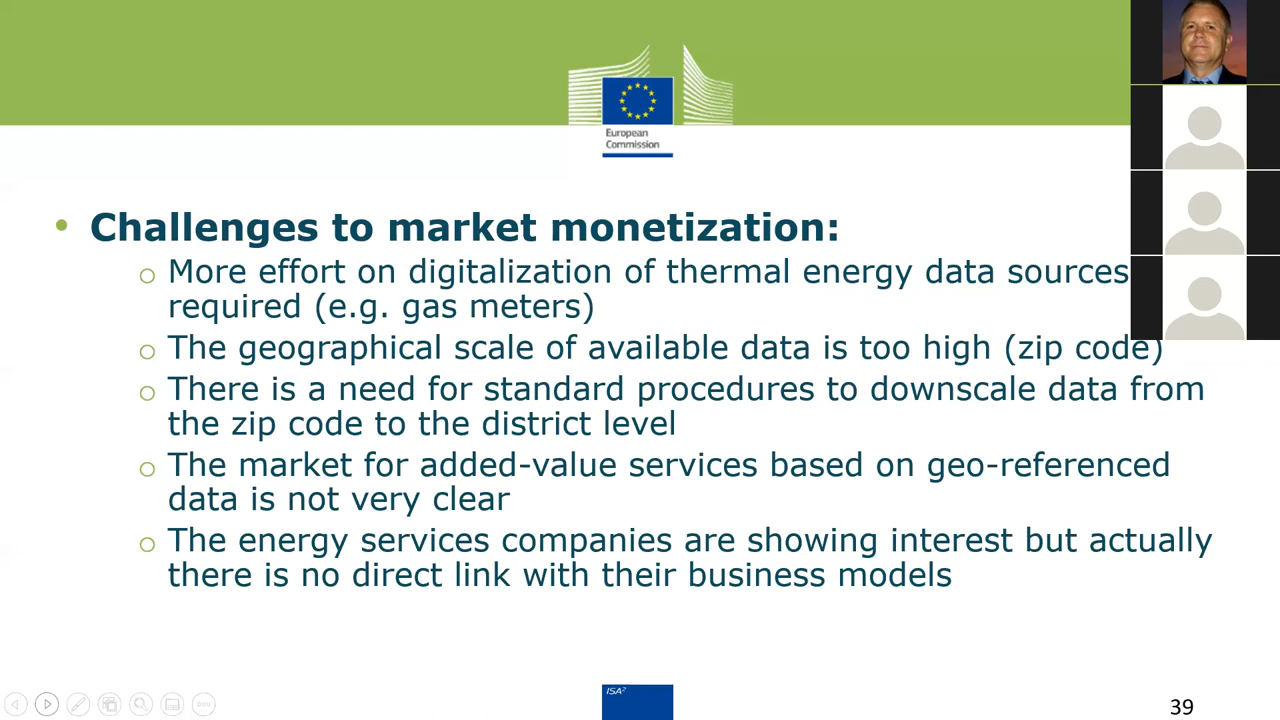 European
Commission
• Challenges to market monetization:
o More effort on digitalization of thermal energy data sources
required (e.g. gas meters)
o The geographical scale of available data is too high (zip code)
o There is a need for standard procedures to downscale data from
the zip code to the district level
o The market for added-value services based on geo-referenced
data is not very clear
o The energy services companies are showing interest but actually
there is no direct link with their business models
ISA²
39